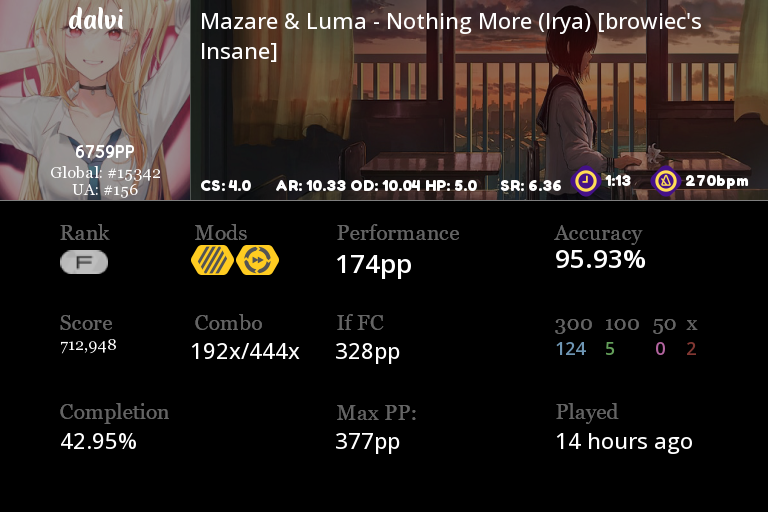 dalvi
6759PP
Global: #15342
UA: #156
Mazare & Luma - Nothing More (Irya) [browiec's
Insane]
CS: 4.0 AR: 10.33 OD: 10.04 HP: 5.0 SR: 6.36 1:13 270bpm
Rank Mods Performance Accuracy
F 174pp 95.93%
Score Combo If FC 300 100 50 x
712,948 192x/444x 328pp 124 5 0 2
Completion Max PP: Played
42.95% 377pp 14 hours ago